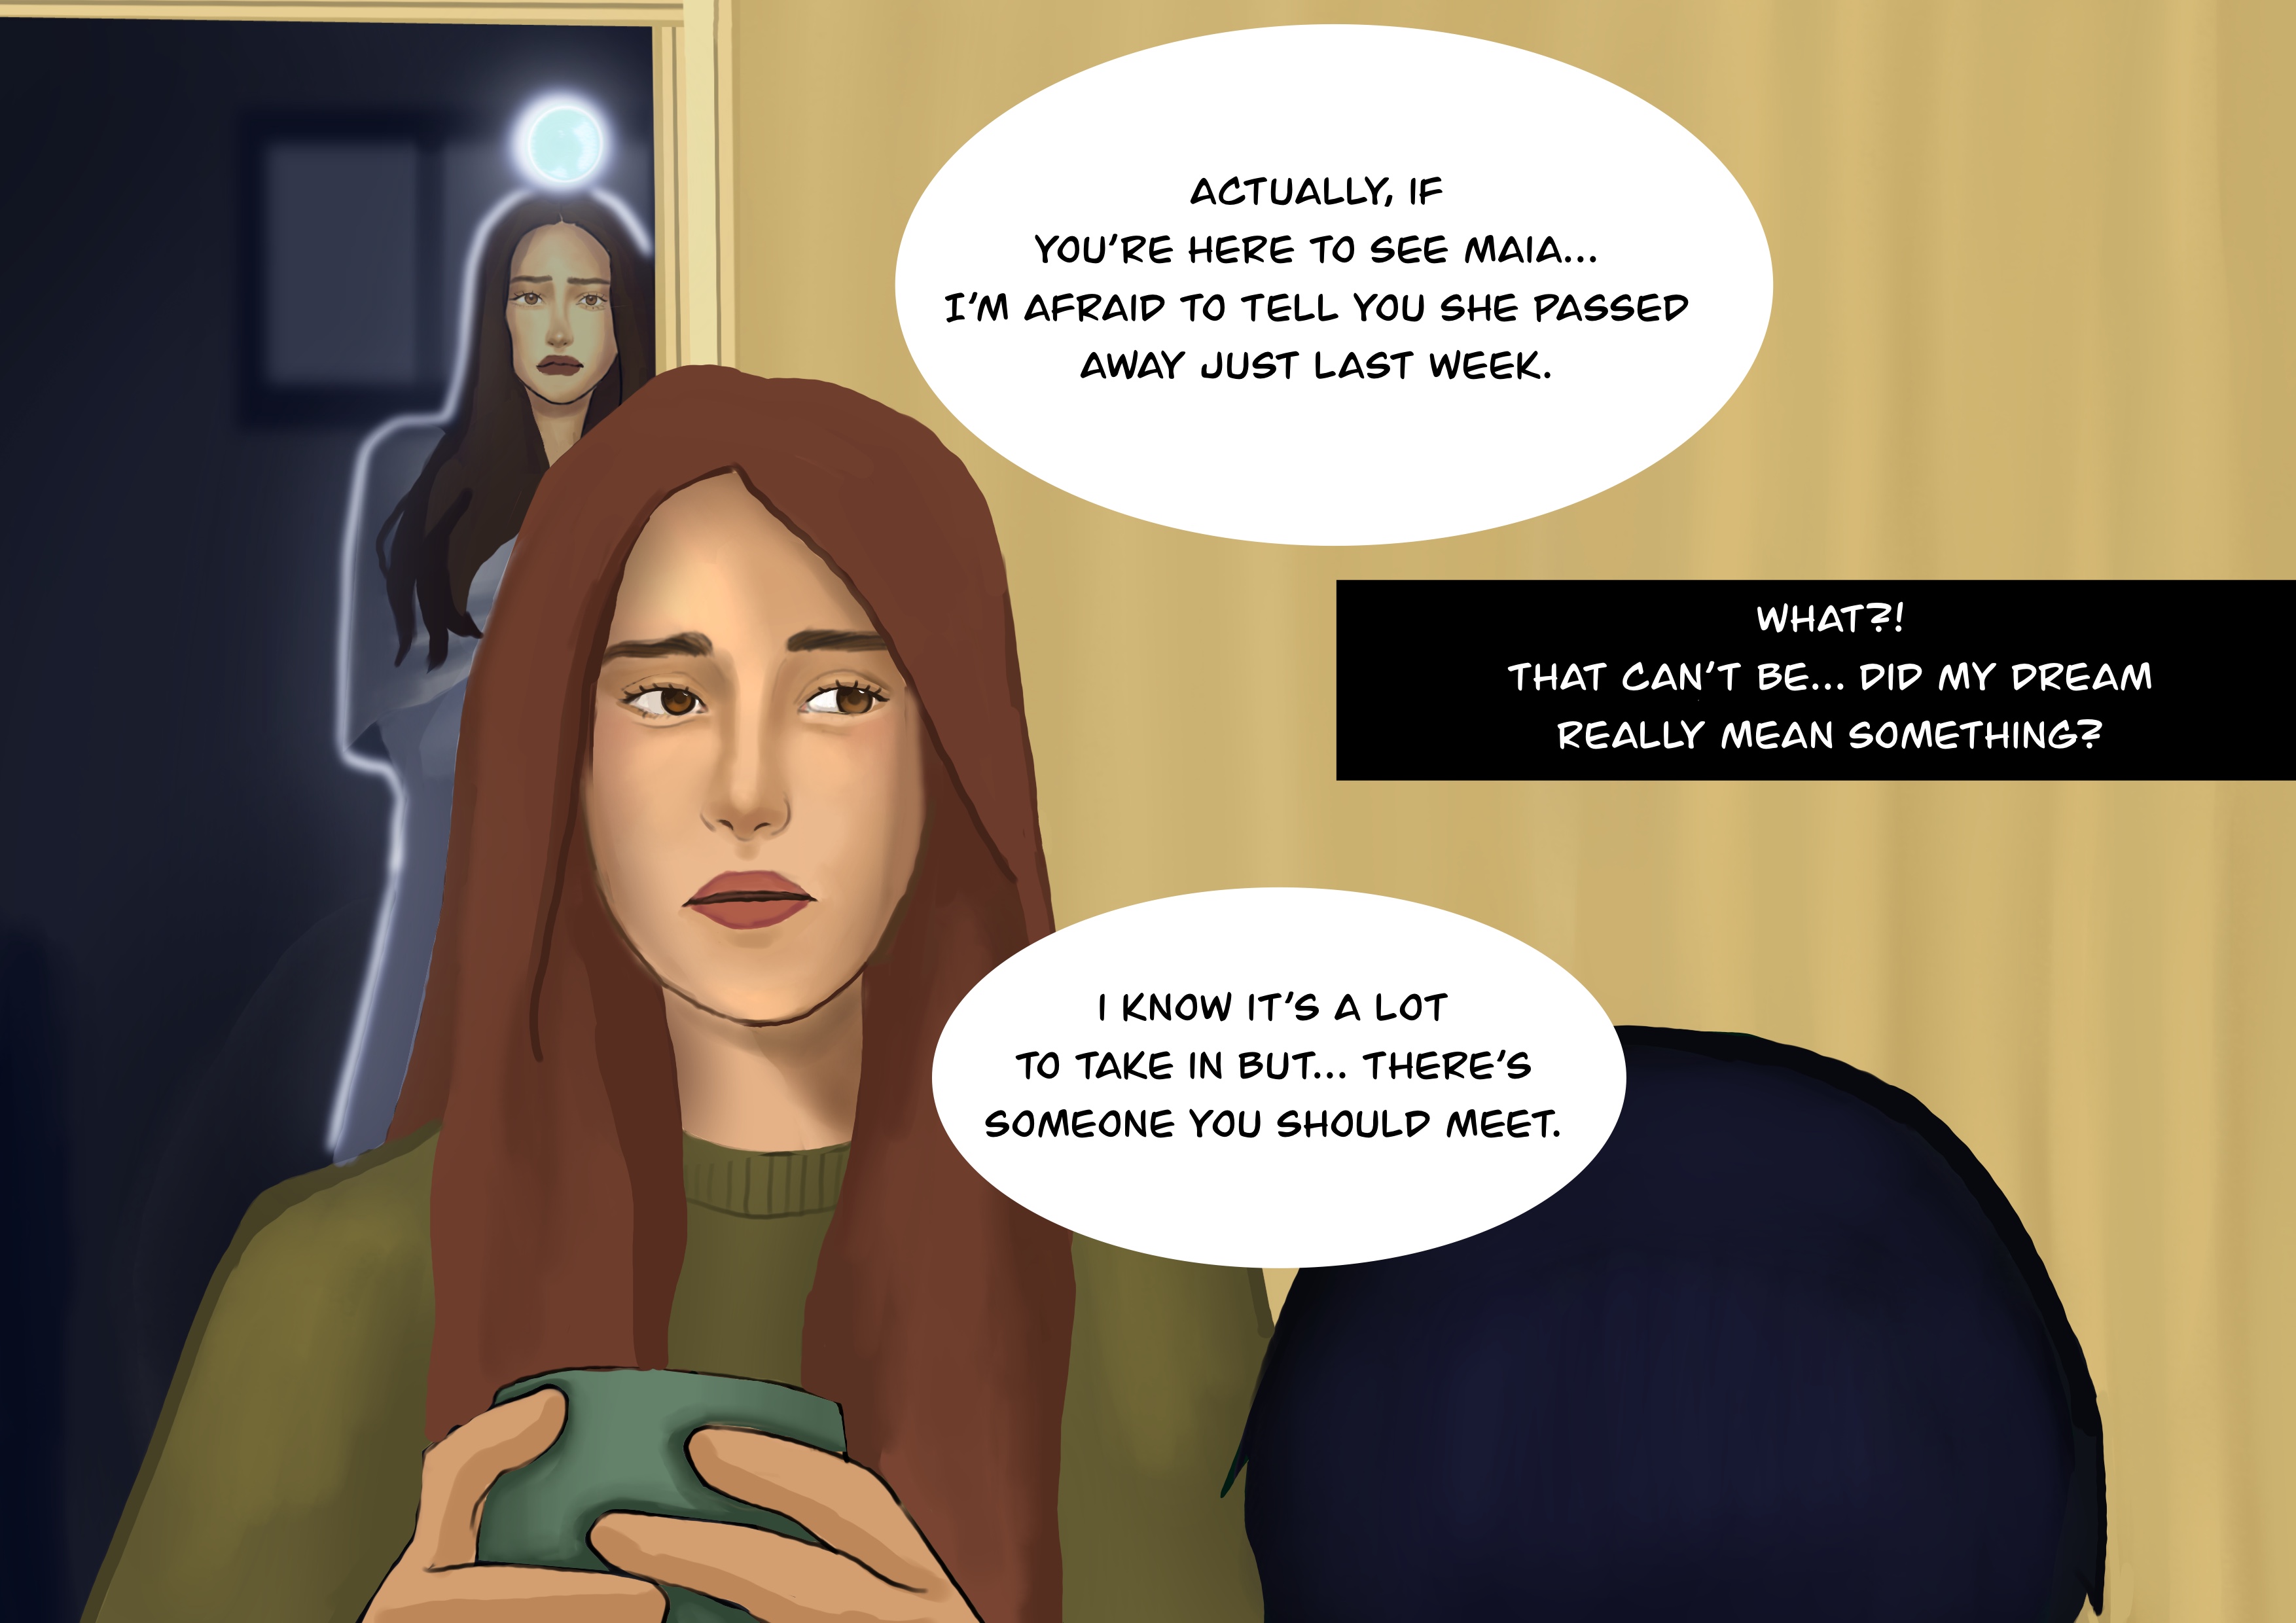 ACTUALLY, IF
YOU'RE HERE TO SEE MAIA...
I'M AFRAID TO TELL YOU SHE PASSED
AWAY JUST LAST WEEK.
WHAT?!
THAT CAN'T BE... DID MY DREAM
REALLY MEAN SOMETHING?
I KNOW IT'S A LOT
TO TAKE IN BUT... THERE'S
SOMEONE YOU SHOULD MEET.